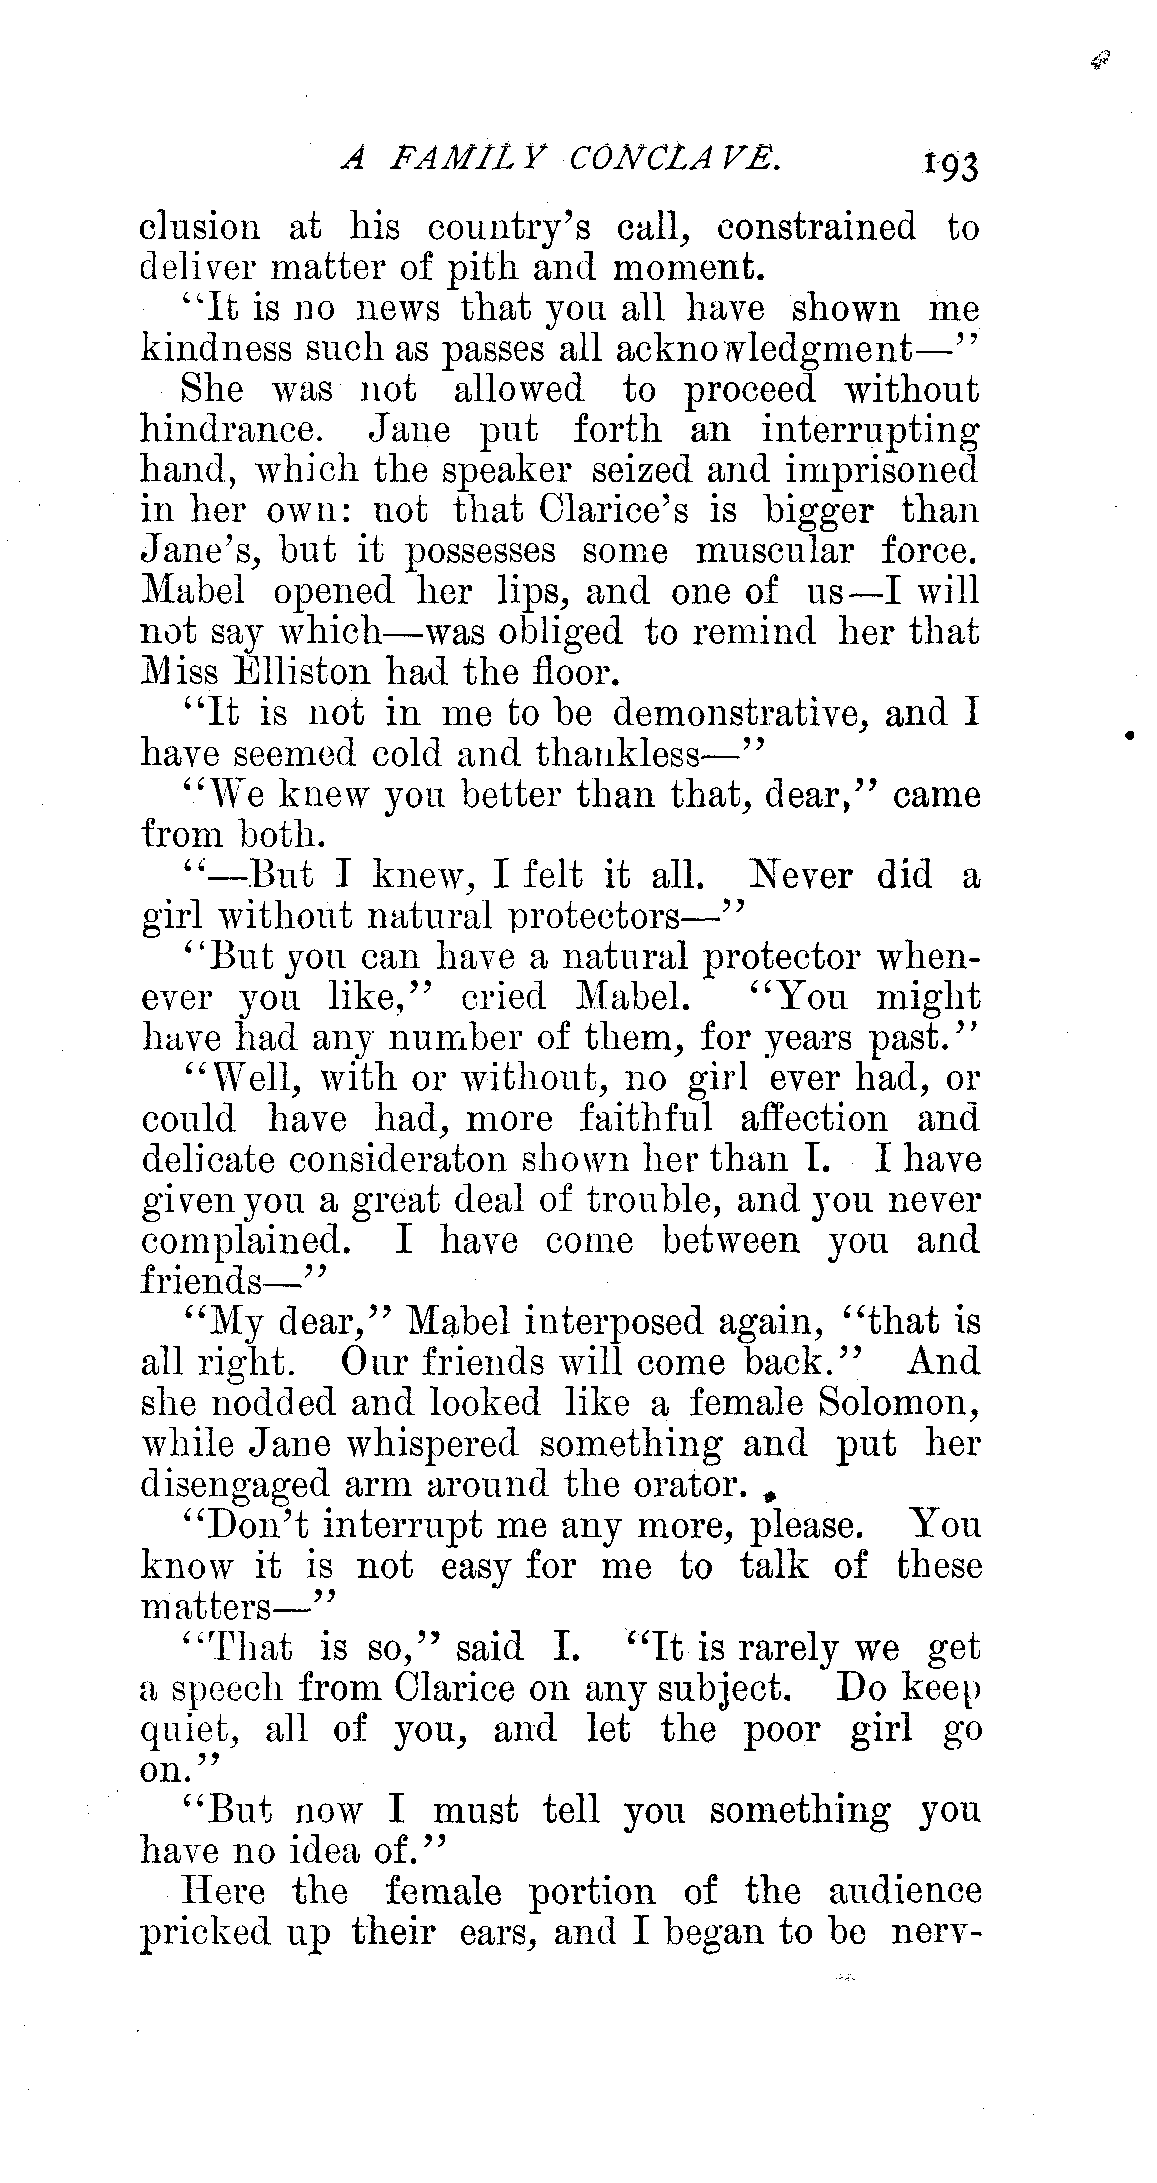 A FAMILY CONCLAVE. 193
clusion at his country's call, constrained to
deliver matter of pith and moment.
"It is no news that you all have shown me
kindness such as passes all acknowledgment—"
She was not allowed to proceed without
hindrance. Jane put forth an interrupting
hand, which the speaker seized and imprisoned
in her own: not that Clarice's is bigger than
Jane's, but it possesses some muscular force.
Mabel opened her lips, and one of us—I will
not say which—was obliged to remind her that
Miss Elliston had the floor.
"It is not in me to be demonstrative, and I
have seemed cold and thankless—"
"We knew you better than that, dear," came
from both.
"—But I knew, I felt it all. Never did a
girl without natural protectors—"
"But you can have a natural protector when-
ever you like," cried Mabel. "You might
have had any number of them, for years past."
"Well, with or without, no girl ever had, or
could have had, more faithful affection and
delicate consideraton shown her than I. I have
given you a great deal of trouble, and you never
complained. I have come between you and
friends—"
"My dear," Mabel interposed again, "that is
all right. Our friends will come back." And
she nodded and looked like a female Solomon,
while Jane whispered something and put her
disengaged arm around the orator.
"Don't interrupt me any more, please. You
know it is not easy for me to talk of these
matters—"
"That is so," said I. "It is rarely we get
a speech from Clarice on any subject. Do keep
quiet, all of you, and let the poor girl go
on."
"But now I must tell you something you
have no idea of."
Here the female portion of the audience
pricked up their ears, and I began to be nerv-